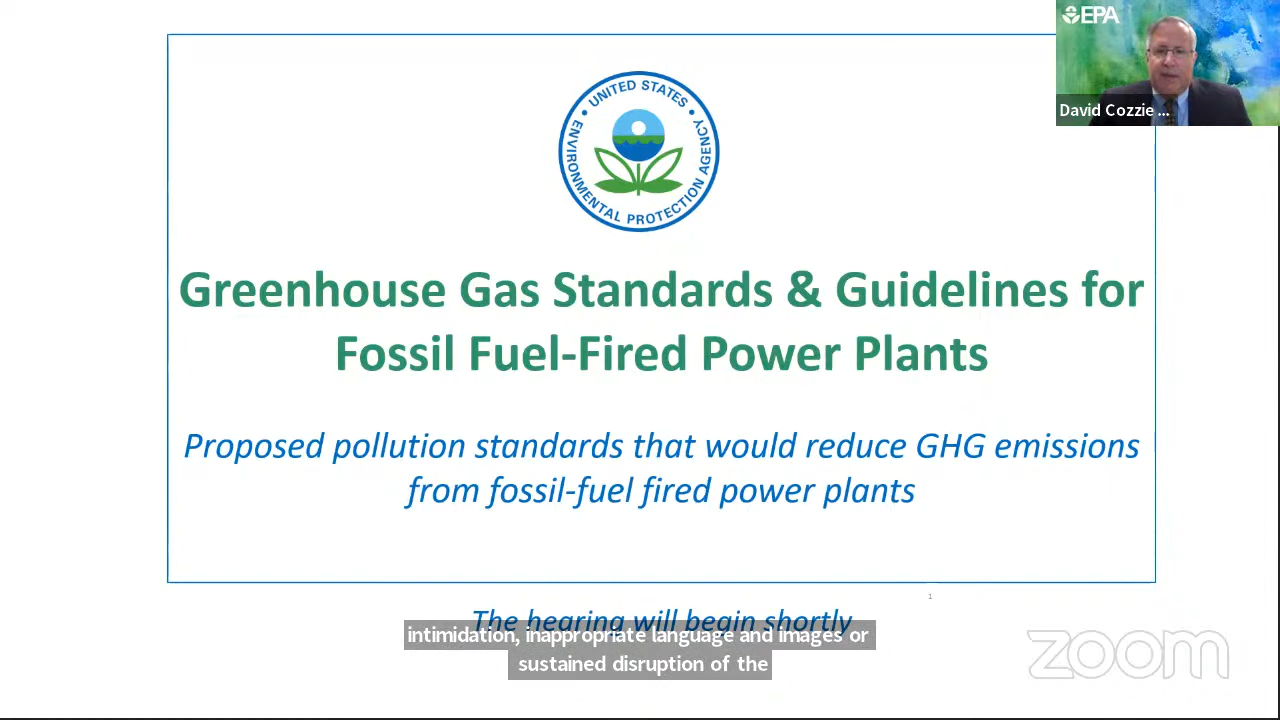 EPA
David Cozzie ...
UNITED STATES
ENVIRONMENTAL PROTECTION AGENCY
Greenhouse Gas Standards & Guidelines for
Fossil Fuel-Fired Power Plants
Proposed pollution standards that would reduce GHG emissions
from fossil-fuel fired power plants
1
The hearing will begin shortly
intimidation, inappropriate language and images or
sustained disruption of the
zoom